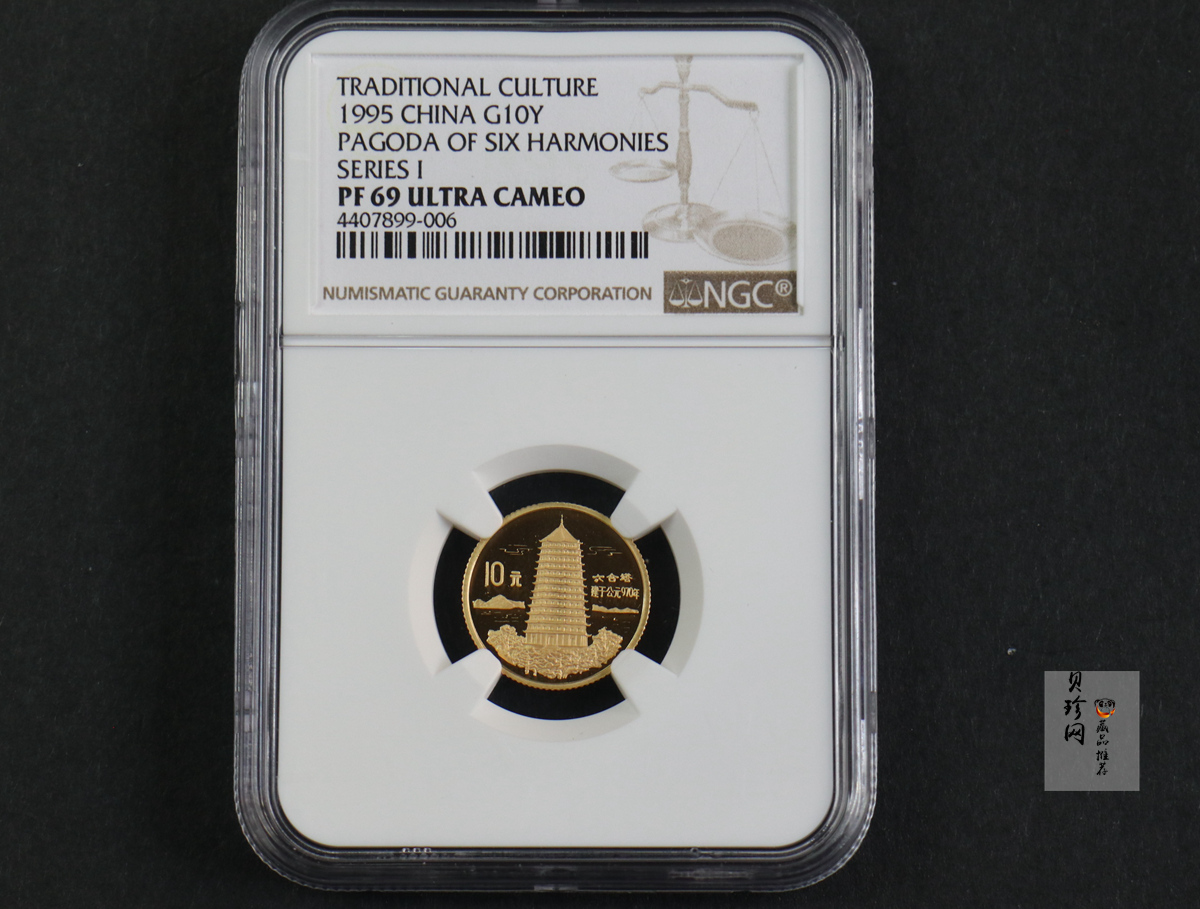 TRADITIONAL CULTURE
1995 CHINA G10Y
PAGODA OF SIX HARMONIES
SERIES I
PF 69 ULTRA CAMEO
4407899-006
NUMISMATIC GUARANTY CORPORATION
NGC®
10元
六合塔
建于公元970年
贝珍网
藏品推荐